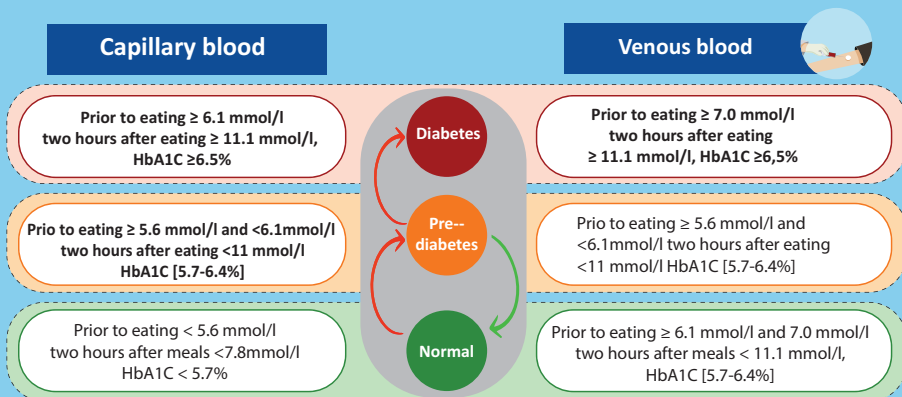 Capillary blood
Venous blood
Prior to eating ≥ 6.1 mmol/l
two hours after eating ≥ 11.1 mmol/l,
HbA1C ≥6.5%
Diabetes
Prior to eating ≥ 7.0 mmol/l
two hours after eating
≥ 11.1 mmol/l, HbA1C ≥6,5%
Prio to eating ≥ 5.6 mmol/l and <6.1mmol/l
two hours after eating <11 mmol/l
HbA1C [5.7-6.4%]
Pre--
diabetes
Prio to eating ≥ 5.6 mmol/l and
<6.1mmol/l two hours after eating
<11 mmol/l HbA1C [5.7-6.4%]
Prior to eating < 5.6 mmol/l
two hours after meals <7.8mmol/l
HbA1C < 5.7%
Normal
Prior to eating ≥ 6.1 mmol/l and 7.0 mmol/l
two hours after meals < 11.1 mmol/l,
HbA1C [5.7-6.4%]